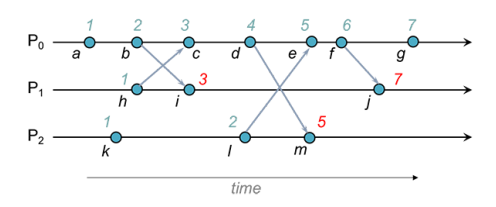 1 2 3 4 5 6 7
P0
a b c d e f g
1 3 7
P1
h i j
1 2 5
P2
k l m
time